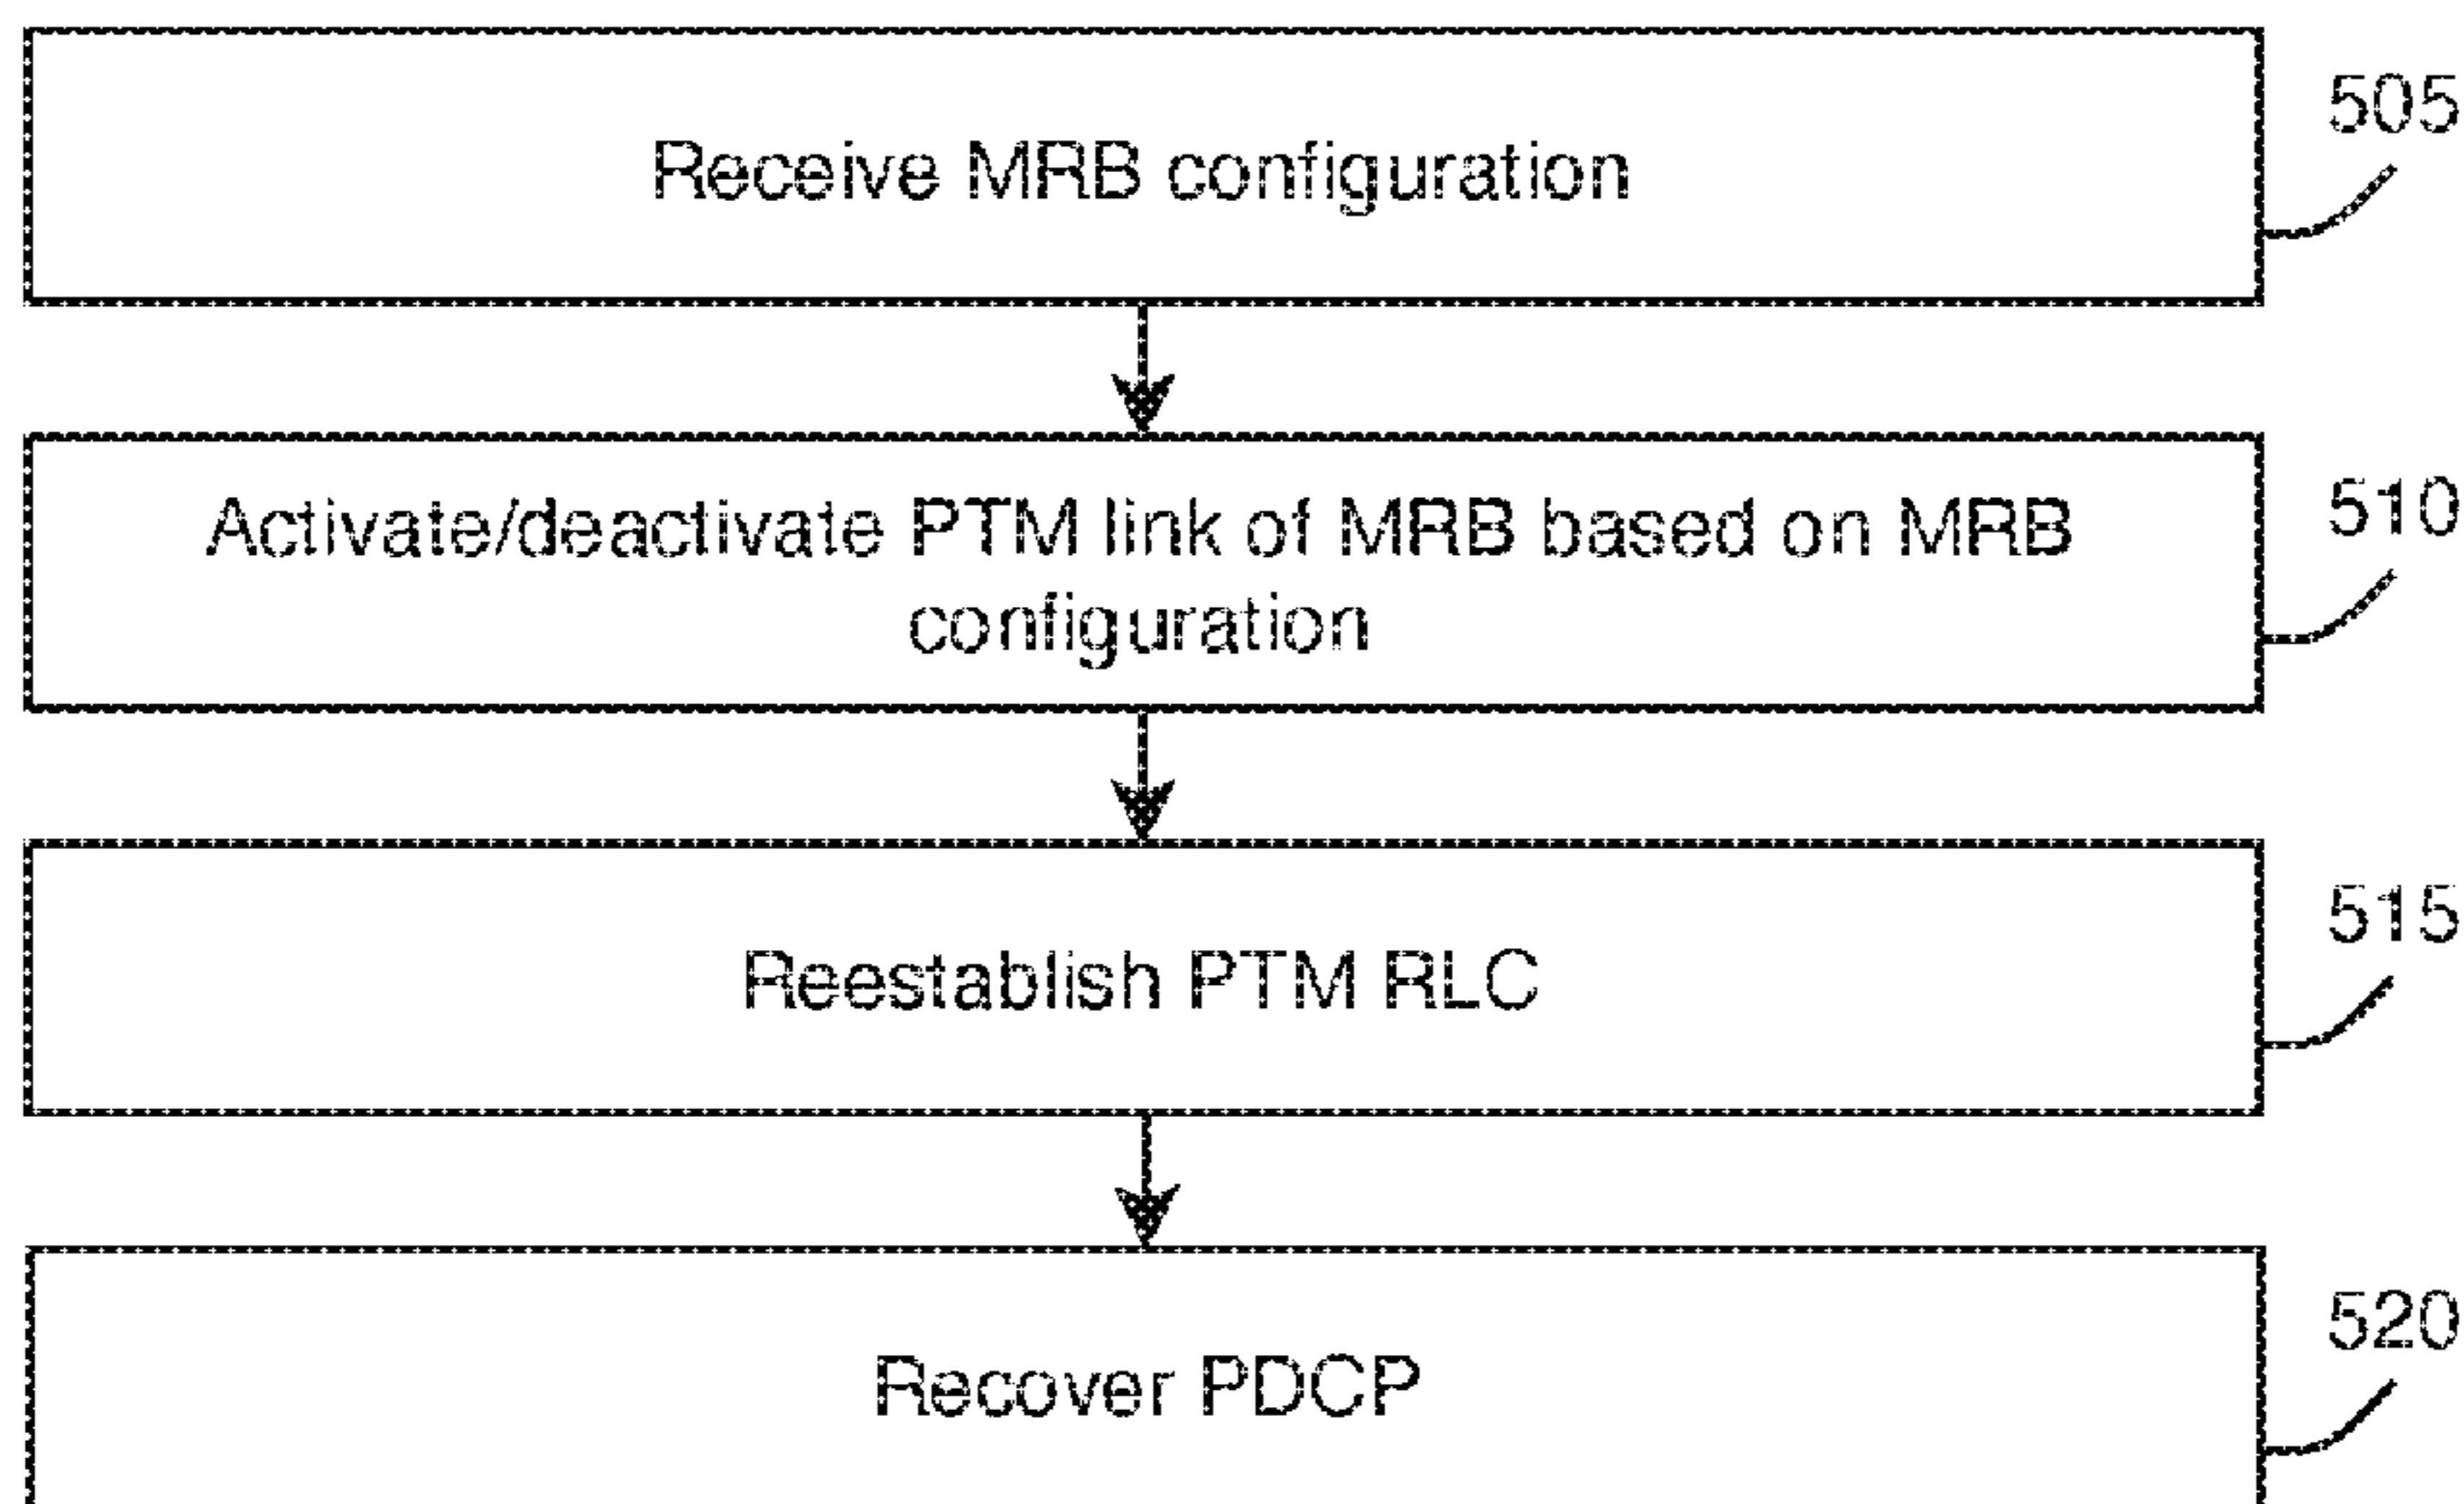 Receive MRB configuration
505
Activate/deactivate PTM link of MRB based on MRB
configuration
510
Reestablish PTM RLC
515
Recover PDCP
520